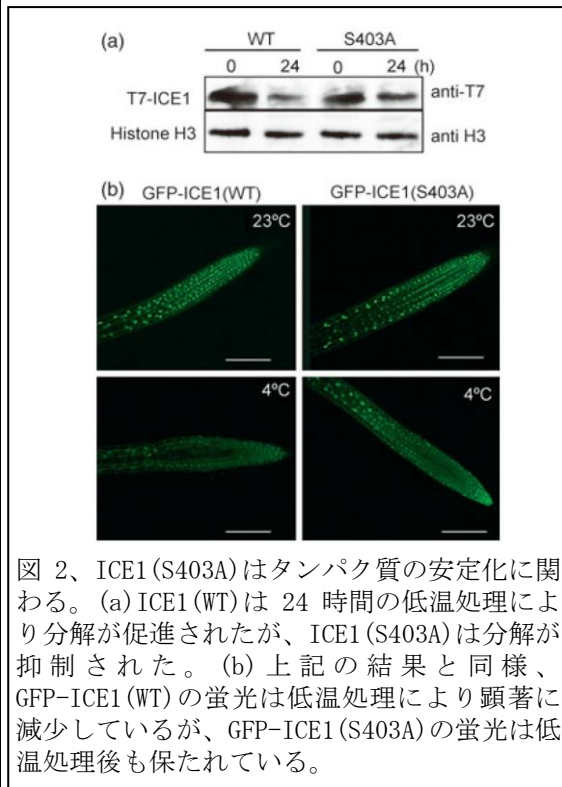 (a)
WT S403A
0 24 0 24 (h)
T7-ICE1 anti-T7
Histone H3 anti H3
(b) GFP-ICE1(WT) GFP-ICE1(S403A)
23ºC 23ºC
4ºC 4ºC
図 2、ICE1(S403A)はタンパク質の安定化に関
わる。(a)ICE1(WT)は 24 時間の低温処理によ
り分解が促進されたが、ICE1(S403A)は分解が
抑制された。(b)上記の結果と同様、
GFP-ICE1(WT)の蛍光は低温処理により顕著に
減少しているが、GFP-ICE1(S403A)の蛍光は低
温処理後も保たれている。